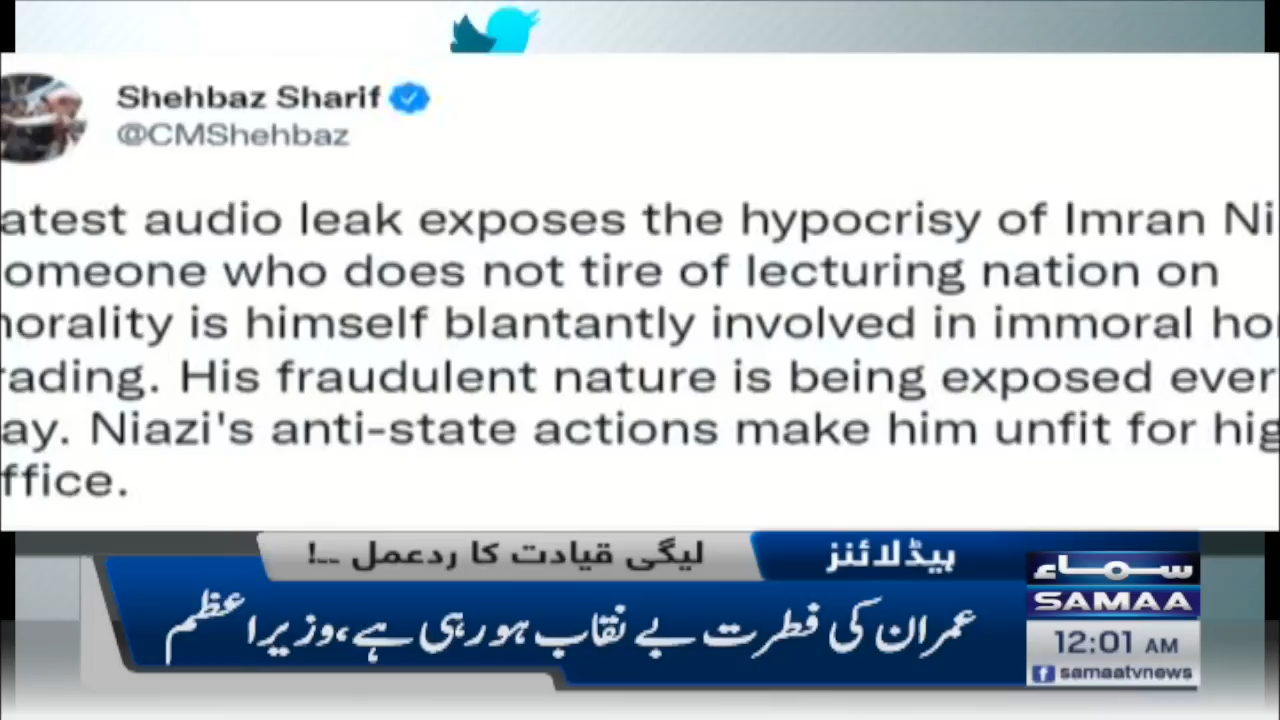 Shehbaz Sharif
@CMShehbaz
atest audio leak exposes the hypocrisy of Imran Ni
omeone who does not tire of lecturing nation on
orality is himself blantantly involved in immoral ho
rading. His fraudulent nature is being exposed ever
ay. Niazi's anti-state actions make him unfit for hig
ffice.
ہیڈلائنز
لیگی قیادت کا ردعمل ..!
عمران کی فطرت بے نقاب ہورہی ہے،وزیراعظم
سماء
SAMAA
12:01 AM
samaatvnews